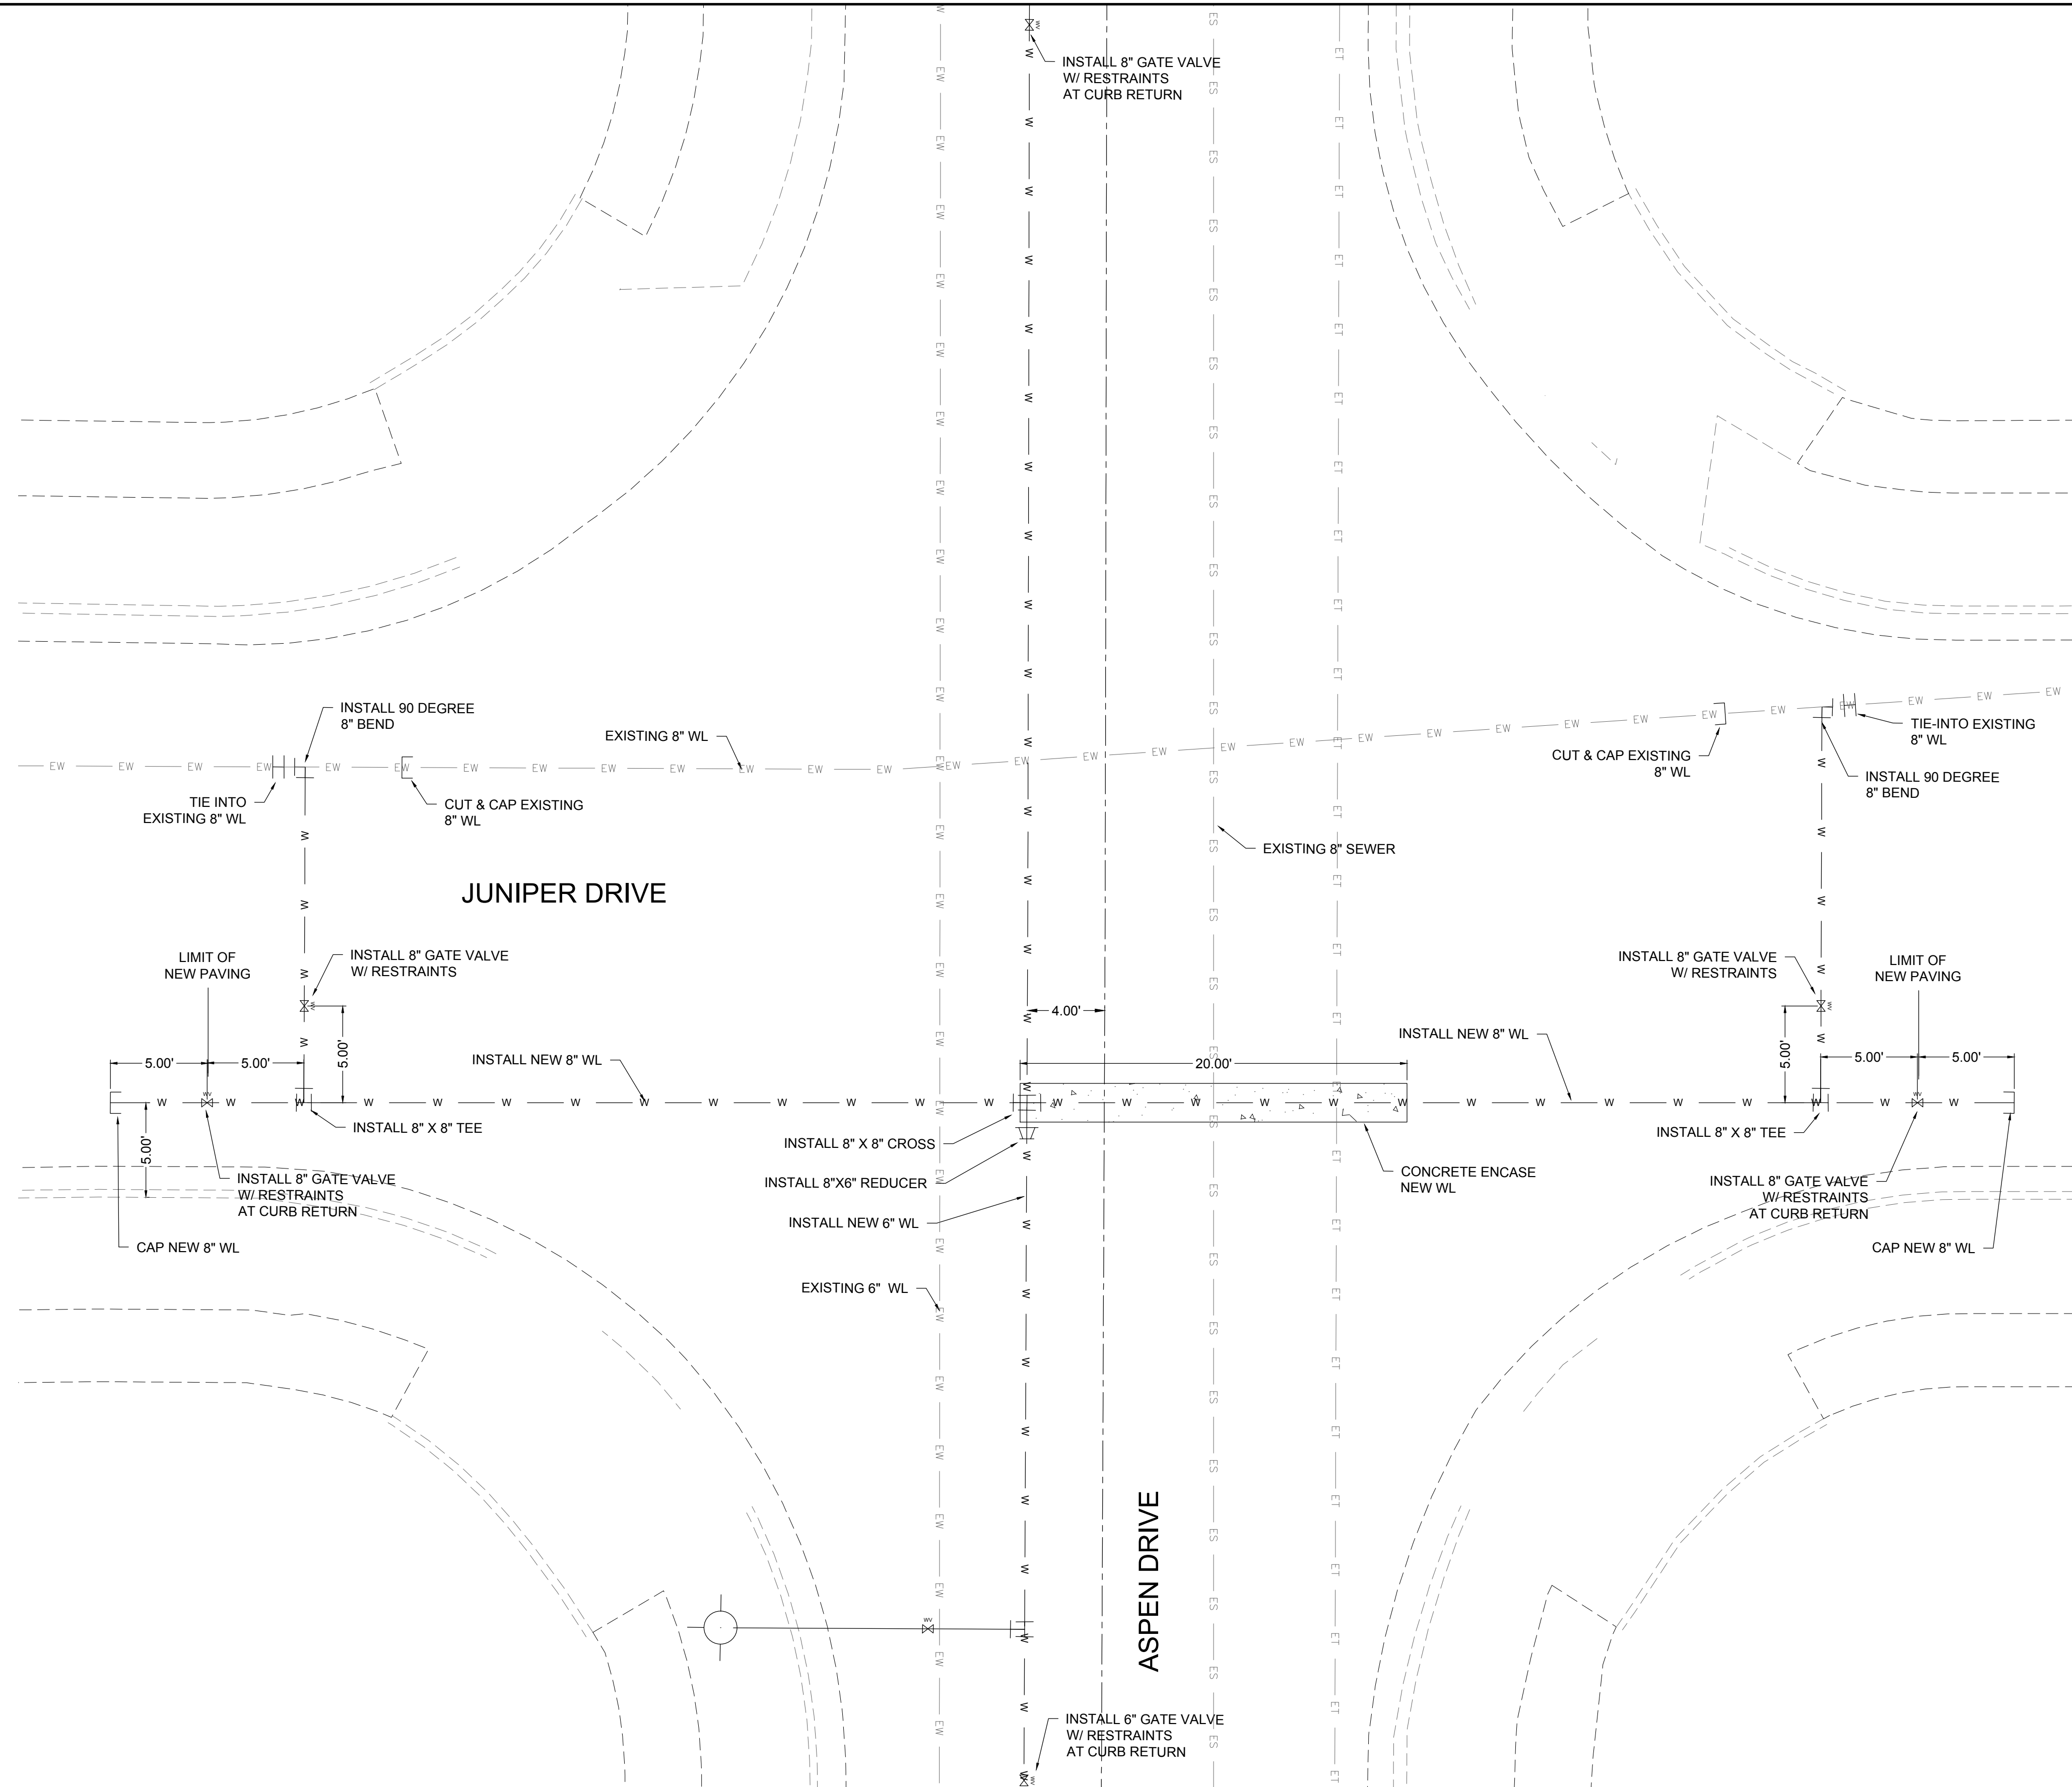 INSTALL 8" GATE VALVE
W/ RESTRAINTS
AT CURB RETURN
INSTALL 90 DEGREE
8" BEND
EXISTING 8" WL
TIE INTO
EXISTING 8" WL
CUT & CAP EXISTING
8" WL
CUT & CAP EXISTING
8" WL
TIE-INTO EXISTING
8" WL
INSTALL 90 DEGREE
8" BEND
EXISTING 8" SEWER
JUNIPER DRIVE
LIMIT OF
NEW PAVING
INSTALL 8" GATE VALVE
W/ RESTRAINTS
INSTALL 8" GATE VALVE
W/ RESTRAINTS
LIMIT OF
NEW PAVING
4.00'
5.00'
5.00'
5.00'
INSTALL NEW 8" WL
20.00'
INSTALL NEW 8" WL
5.00'
5.00'
5.00'
INSTALL 8" X 8" TEE
INSTALL 8" X 8" CROSS
INSTALL 8" X 8" TEE
5.00'
INSTALL 8" GATE VALVE
W/ RESTRAINTS
AT CURB RETURN
INSTALL 8"X6" REDUCER
CONCRETE ENCASE
NEW WL
INSTALL 8" GATE VALVE
W/ RESTRAINTS
AT CURB RETURN
INSTALL NEW 6" WL
CAP NEW 8" WL
CAP NEW 8" WL
EXISTING 6" WL
ASPEN DRIVE
INSTALL 6" GATE VALVE
W/ RESTRAINTS
AT CURB RETURN